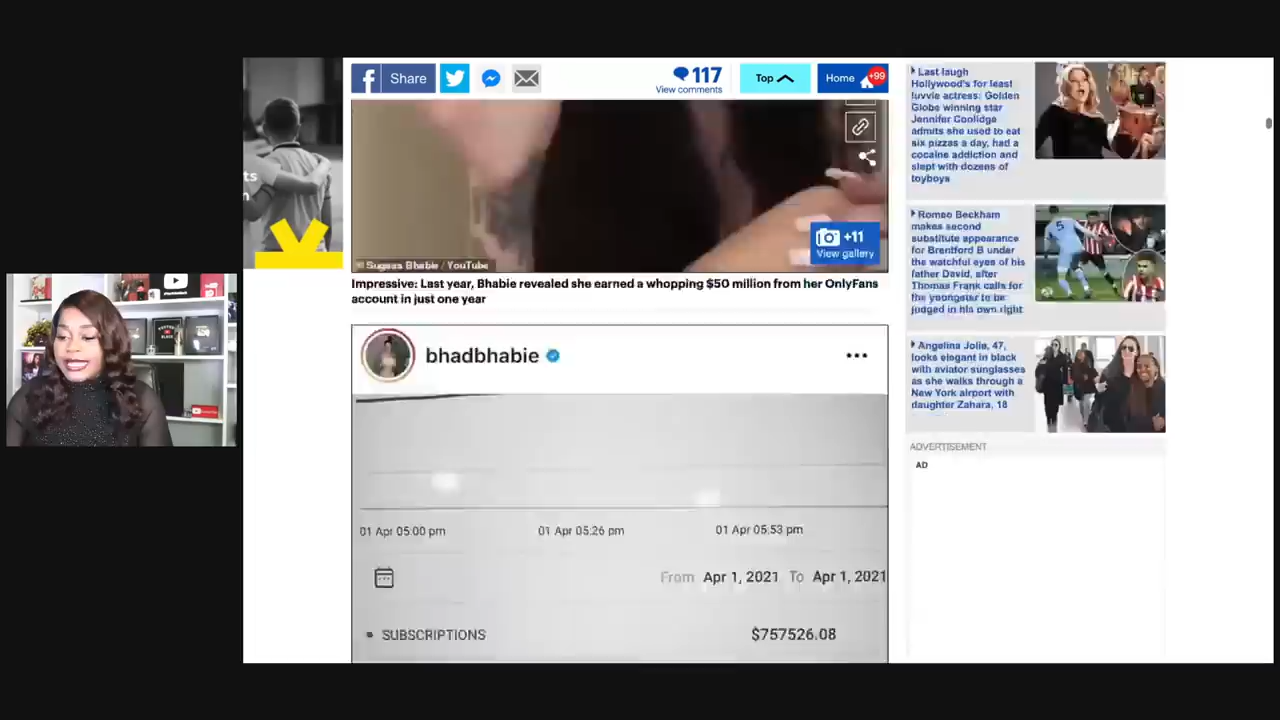 Share
117
View comments
Top
Home
+99
+11
View gallery
© Sugaas Bhabie / YouTube
Impressive: Last year, Bhabie revealed she earned a whopping $50 million from her OnlyFans
account in just one year
bhadbhabie
01 Apr 05:00 pm
01 Apr 05:26 pm
01 Apr 05:53 pm
From Apr 1, 2021 To Apr 1, 2021
SUBSCRIPTIONS
$757526.08
Last laugh
Hollywood's for least
luvvie actress: Golden
Globe winning star
Jennifer Coolidge
admits she used to eat
six pizzas a day, had a
cocaine addiction and
slept with dozens of
toyboys
Romeo Beckham
makes second
substitute appearance
for Brentford B under
the watchful eyes of his
father David, after
Thomas Frank calls for
the youngster to be
judged in his own right
Angelina Jolie, 47,
looks elegant in black
with aviator sunglasses
as she walks through a
New York airport with
daughter Zahara, 18
ADVERTISEMENT
AD